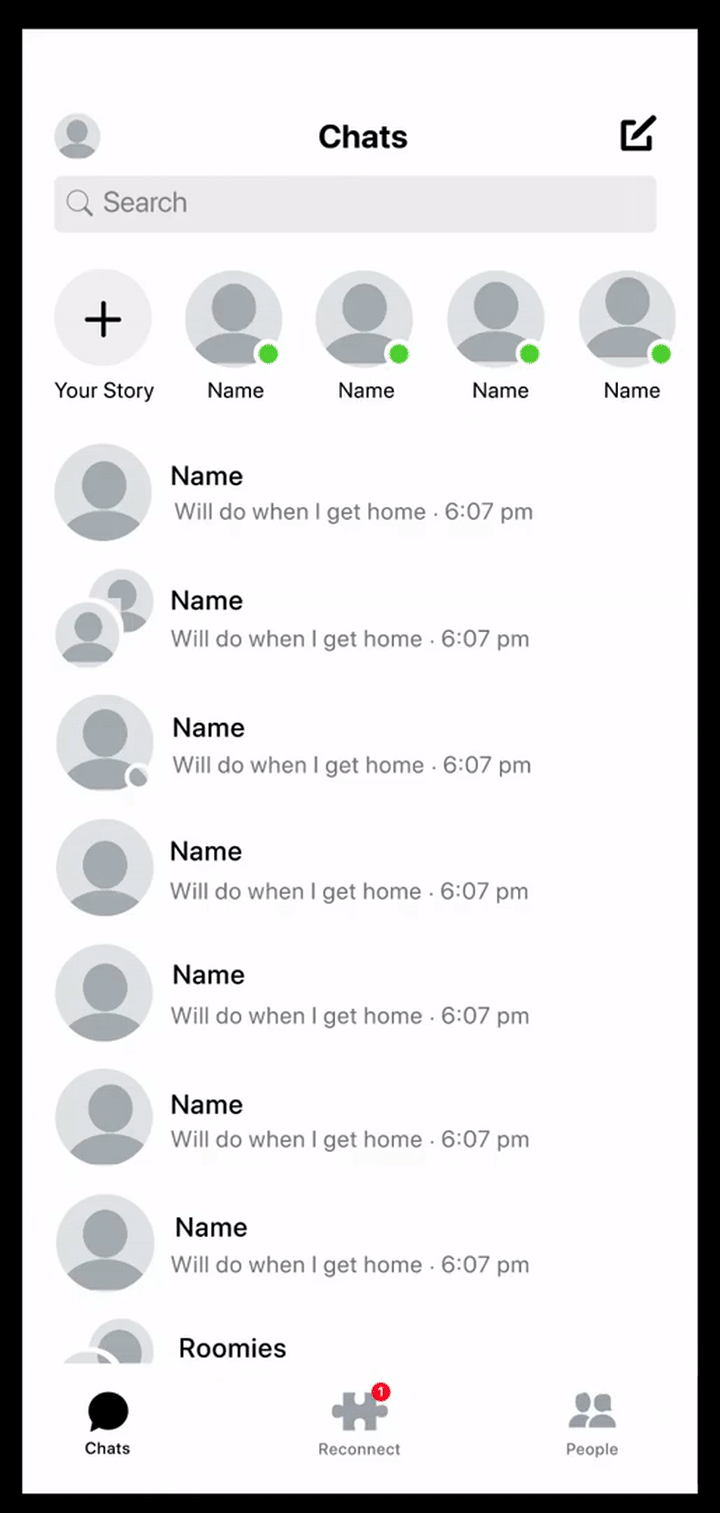 Chats
Search
Your Story Name Name Name Name
Name
Will do when I get home · 6:07 pm
Name
Will do when I get home · 6:07 pm
Name
Will do when I get home · 6:07 pm
Name
Will do when I get home · 6:07 pm
Name
Will do when I get home · 6:07 pm
Name
Will do when I get home · 6:07 pm
Name
Will do when I get home · 6:07 pm
Roomies
1
Chats Reconnect People